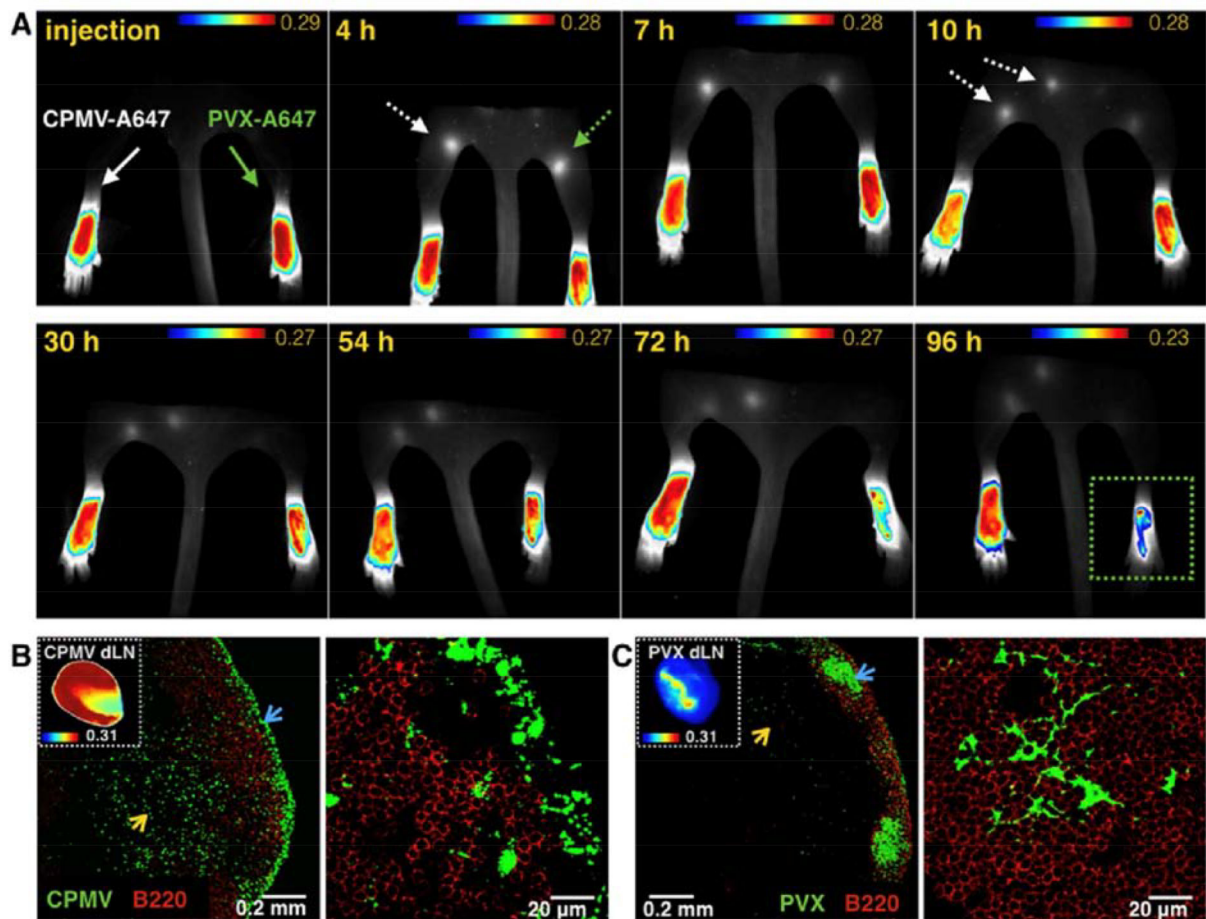 A
injection
0.29
4 h
0.28
7 h
0.28
10 h
0.28
CPMV-A647
PVX-A647
30 h
0.27
54 h
0.27
72 h
0.27
96 h
0.23
B
CPMV dLN
0.31
CPMV B220
0.2 mm
20 µm
C
PVX dLN
0.31
0.2 mm
PVX B220
20 µm